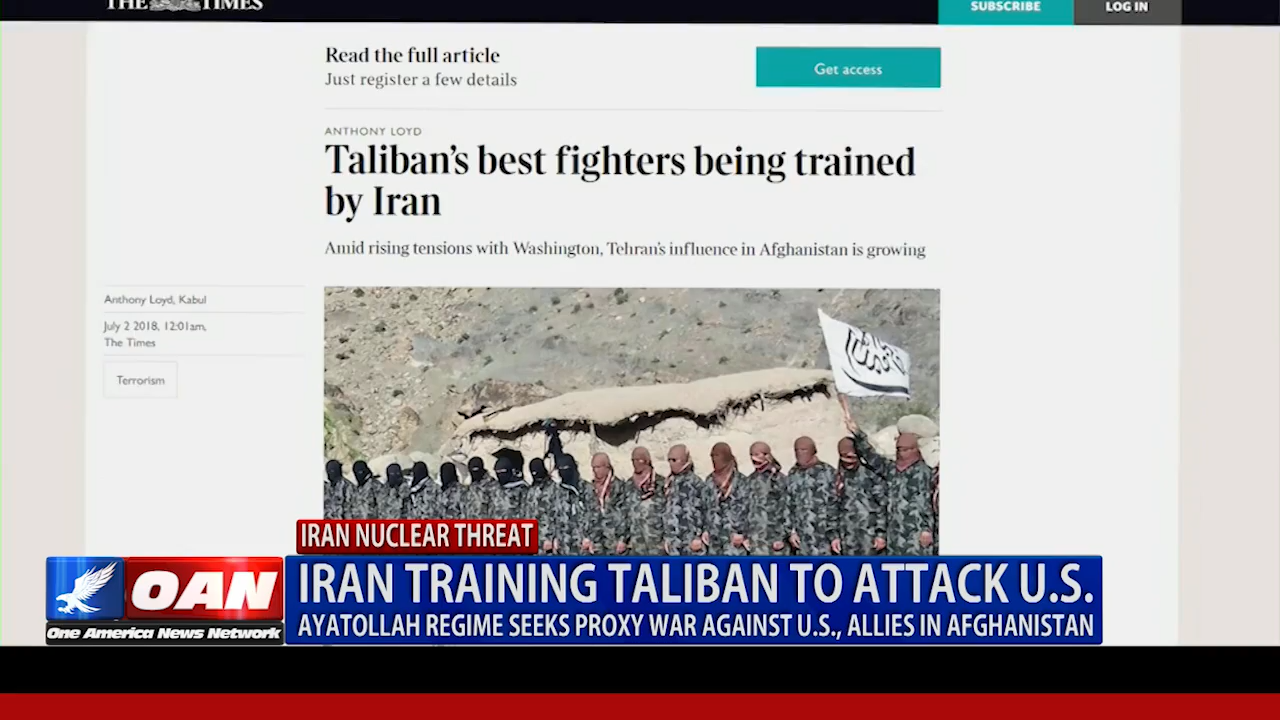 THE TIMES
SUBSCRIBE
LOG IN
Read the full article
Just register a few details
Get access
ANTHONY LOYD
Taliban's best fighters being trained
by Iran
Amid rising tensions with Washington, Tehran's influence in Afghanistan is growing
Anthony Loyd, Kabul
July 2 2018, 12:01am,
The Times
Terrorism
IRAN NUCLEAR THREAT
OAN
One America News Network
IRAN TRAINING TALIBAN TO ATTACK U.S.
AYATOLLAH REGIME SEEKS PROXY WAR AGAINST U.S., ALLIES IN AFGHANISTAN